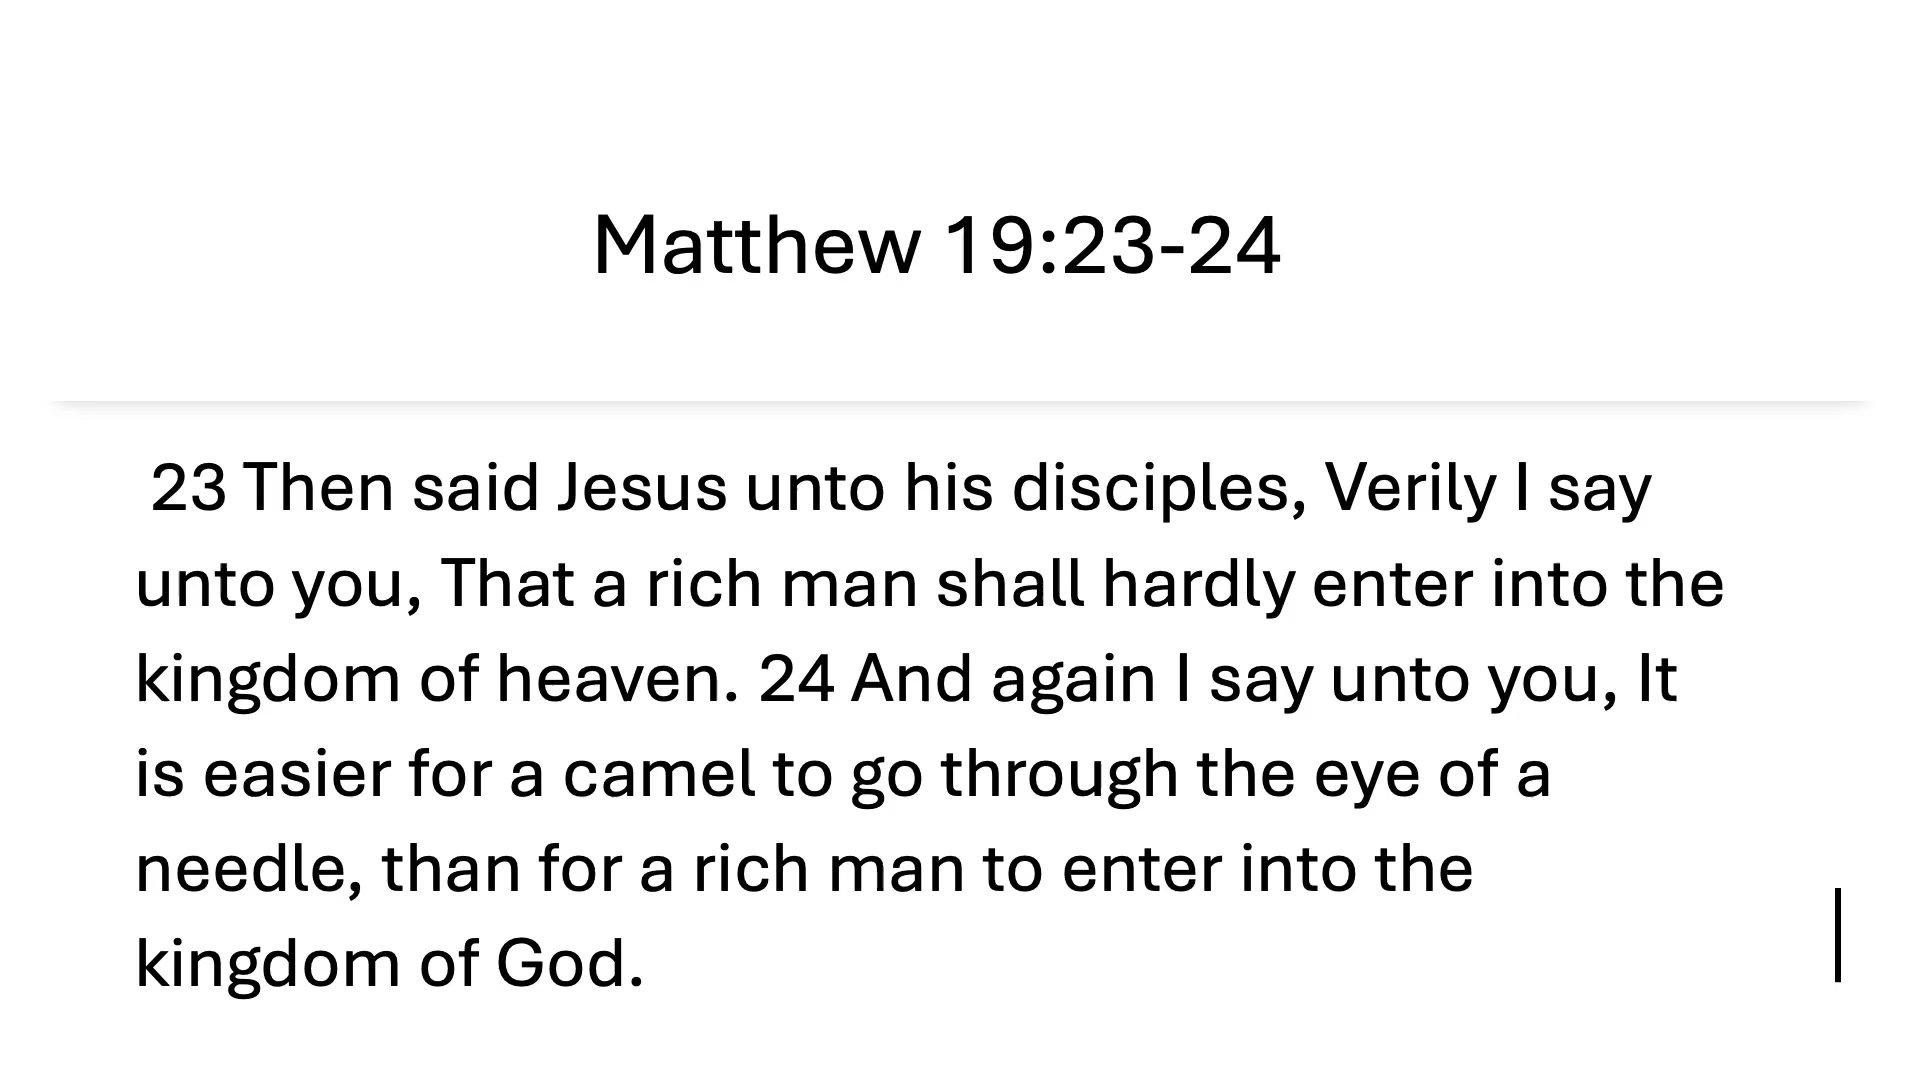 Matthew 19:23-24
23 Then said Jesus unto his disciples, Verily I say
unto you, That a rich man shall hardly enter into the
kingdom of heaven. 24 And again I say unto you, It
is easier for a camel to go through the eye of a
needle, than for a rich man to enter into the
kingdom of God.